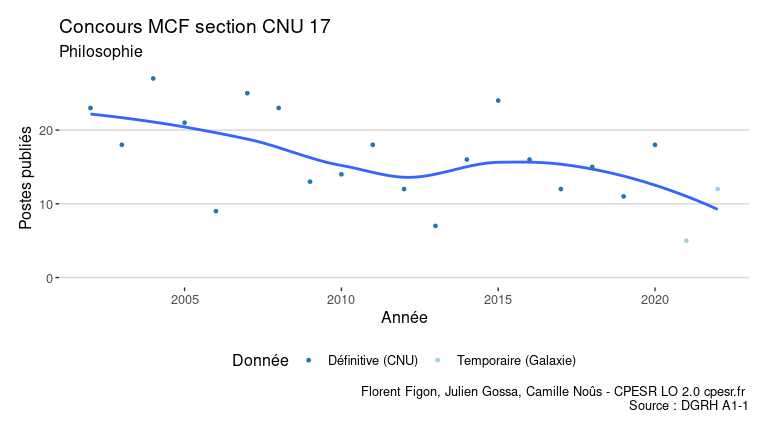 Concours MCF section CNU 17
Philosophie
Postes publiés
20
10
0
2005 2010 2015 2020
Année
Donnée Définitive (CNU) Temporaire (Galaxie)
Florent Figon, Julien Gossa, Camille Noûs - CPESR LO 2.0 cpesr.fr
Source : DGRH A1-1